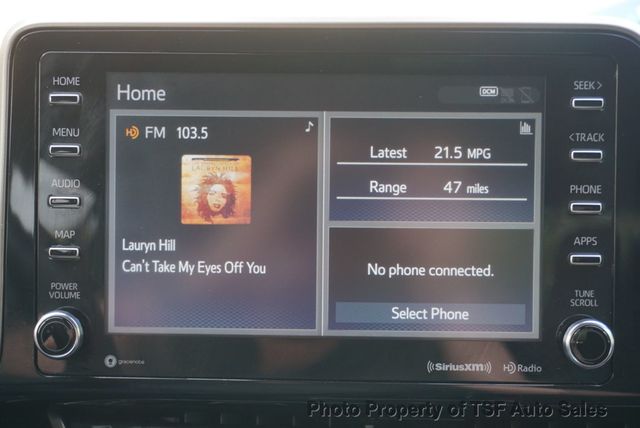 HOME
MENU
AUDIO
MAP
POWER
VOLUME
Home
DCM
FM 103.5
LAURYN HILL
Lauryn Hill
Can't Take My Eyes Off You
Latest 21.5 MPG
Range 47 miles
No phone connected.
Select Phone
SEEK >
< TRACK
PHONE
APPS
TUNE
SCROLL
gracenote
SiriusXM
HD Radio
Photo Property of TSF Auto Sales